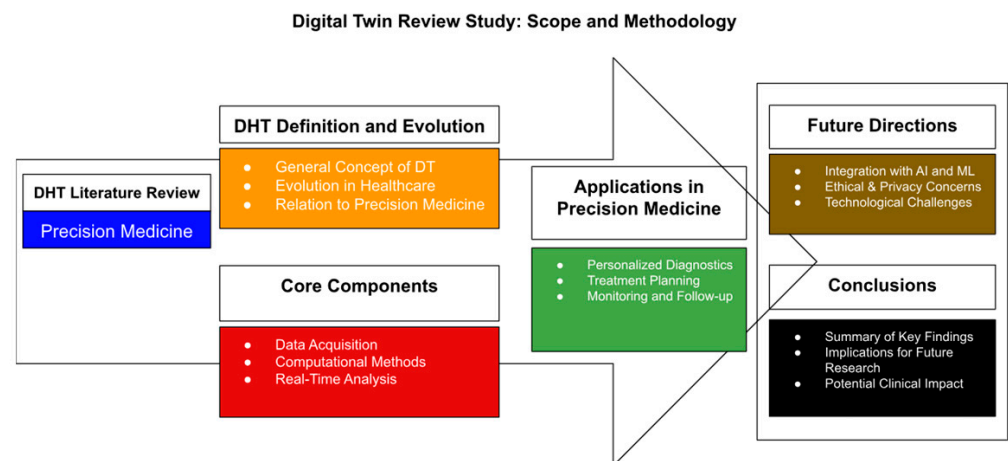 Digital Twin Review Study: Scope and Methodology
DHT Literature Review
Precision Medicine
DHT Definition and Evolution
● General Concept of DT
● Evolution in Healthcare
● Relation to Precision Medicine
Core Components
● Data Acquisition
● Computational Methods
● Real-Time Analysis
Applications in
Precision Medicine
● Personalized Diagnostics
● Treatment Planning
● Monitoring and Follow-up
Future Directions
● Integration with AI and ML
● Ethical & Privacy Concerns
● Technological Challenges
Conclusions
● Summary of Key Findings
● Implications for Future
Research
● Potential Clinical Impact